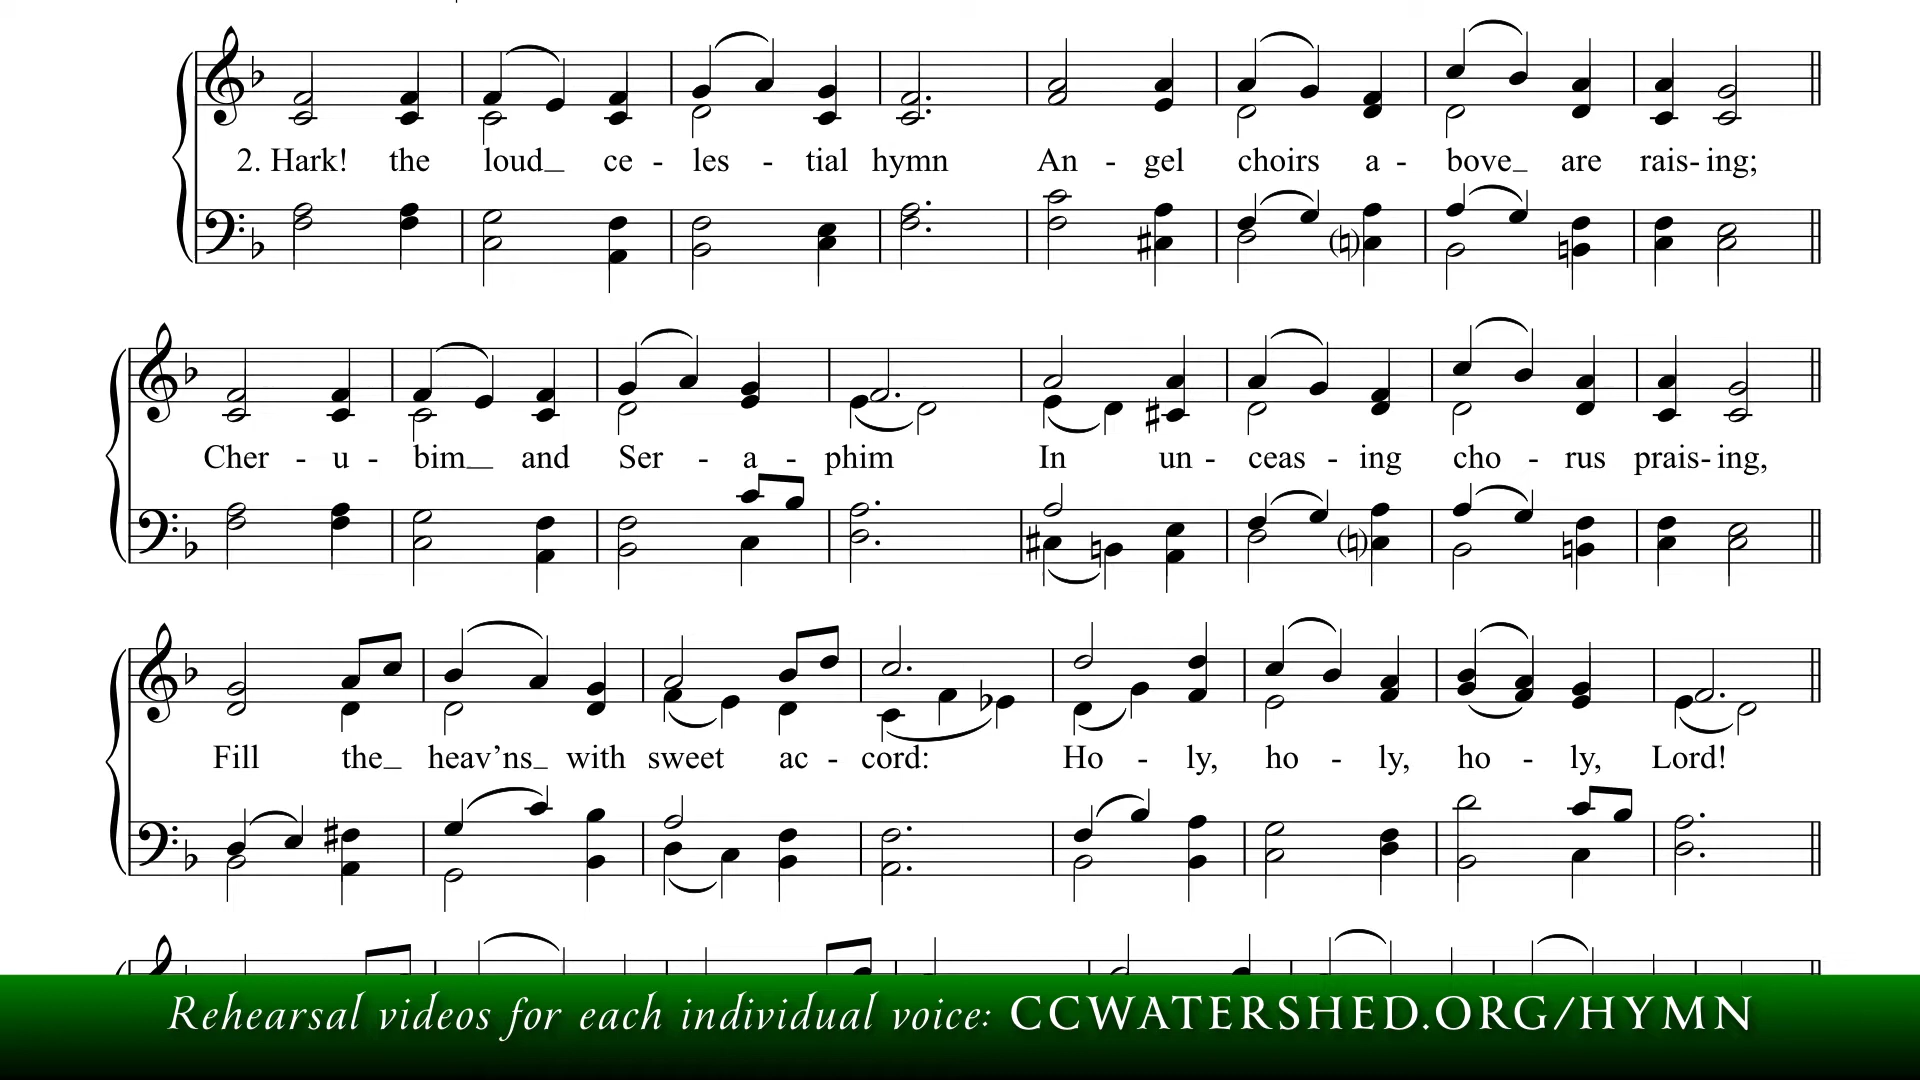 2. Hark! the loud_ ce - les - tial hymn An - gel choirs a - bove_ are rais- ing;
Cher - u - bim_ and Ser - a - phim In un - ceas - ing cho - rus prais- ing,
Fill the_ heav’ns_ with sweet ac - cord: Ho - ly, ho - ly, ho - ly, Lord!
Rehearsal videos for each individual voice: CCWATERSHED.ORG/HYMN